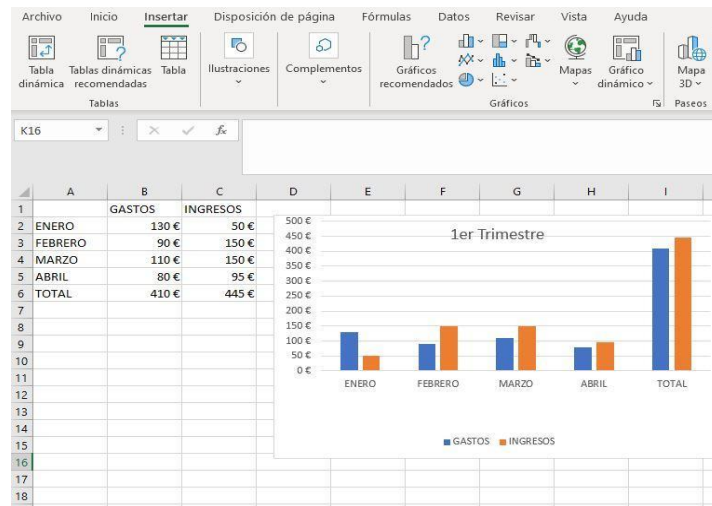 Archivo Inicio Insertar Disposición de página Fórmulas Datos Revisar Vista Ayuda
Tabla dinámica
Tablas dinámicas recomendadas
Tabla
Ilustraciones
Complementos
Gráficos recomendados
Mapas
Gráfico dinámico
Mapa 3D
Tablas
Gráficos
Paseos
K16
fx
A B C D E F G H I
1 GASTOS INGRESOS
2 ENERO 130 € 50 €
3 FEBRERO 90 € 150 €
4 MARZO 110 € 150 €
5 ABRIL 80 € 95 €
6 TOTAL 410 € 445 €
7
8
9
10
11
12
13
14
15
16
17
18
1er Trimestre
500 €
450 €
400 €
350 €
300 €
250 €
200 €
150 €
100 €
50 €
0 €
ENERO FEBRERO MARZO ABRIL TOTAL
GASTOS INGRESOS